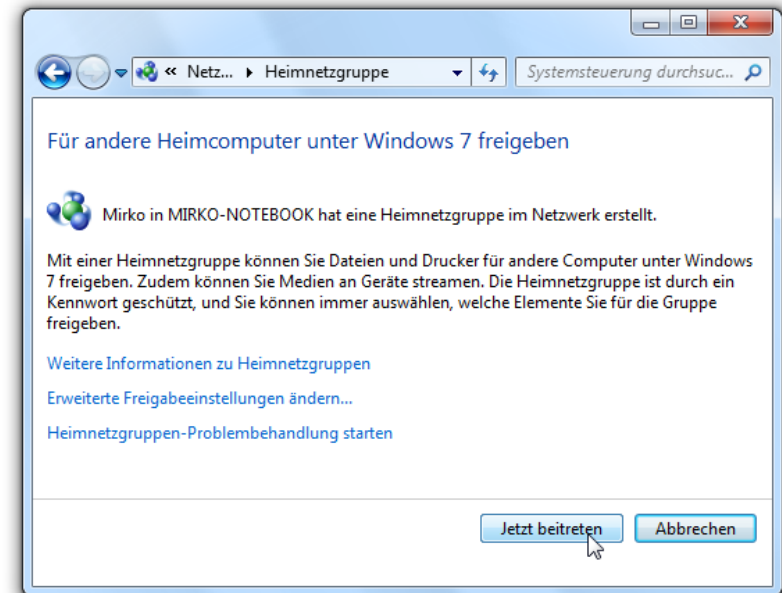 « Netz... Heimnetzgruppe Systemsteuerung durchsuc...
Für andere Heimcomputer unter Windows 7 freigeben
Mirko in MIRKO-NOTEBOOK hat eine Heimnetzgruppe im Netzwerk erstellt.
Mit einer Heimnetzgruppe können Sie Dateien und Drucker für andere Computer unter Windows
7 freigeben. Zudem können Sie Medien an Geräte streamen. Die Heimnetzgruppe ist durch ein
Kennwort geschützt, und Sie können immer auswählen, welche Elemente Sie für die Gruppe
freigeben.
Weitere Informationen zu Heimnetzgruppen
Erweiterte Freigabeeinstellungen ändern...
Heimnetzgruppen-Problembehandlung starten
Jetzt beitreten Abbrechen